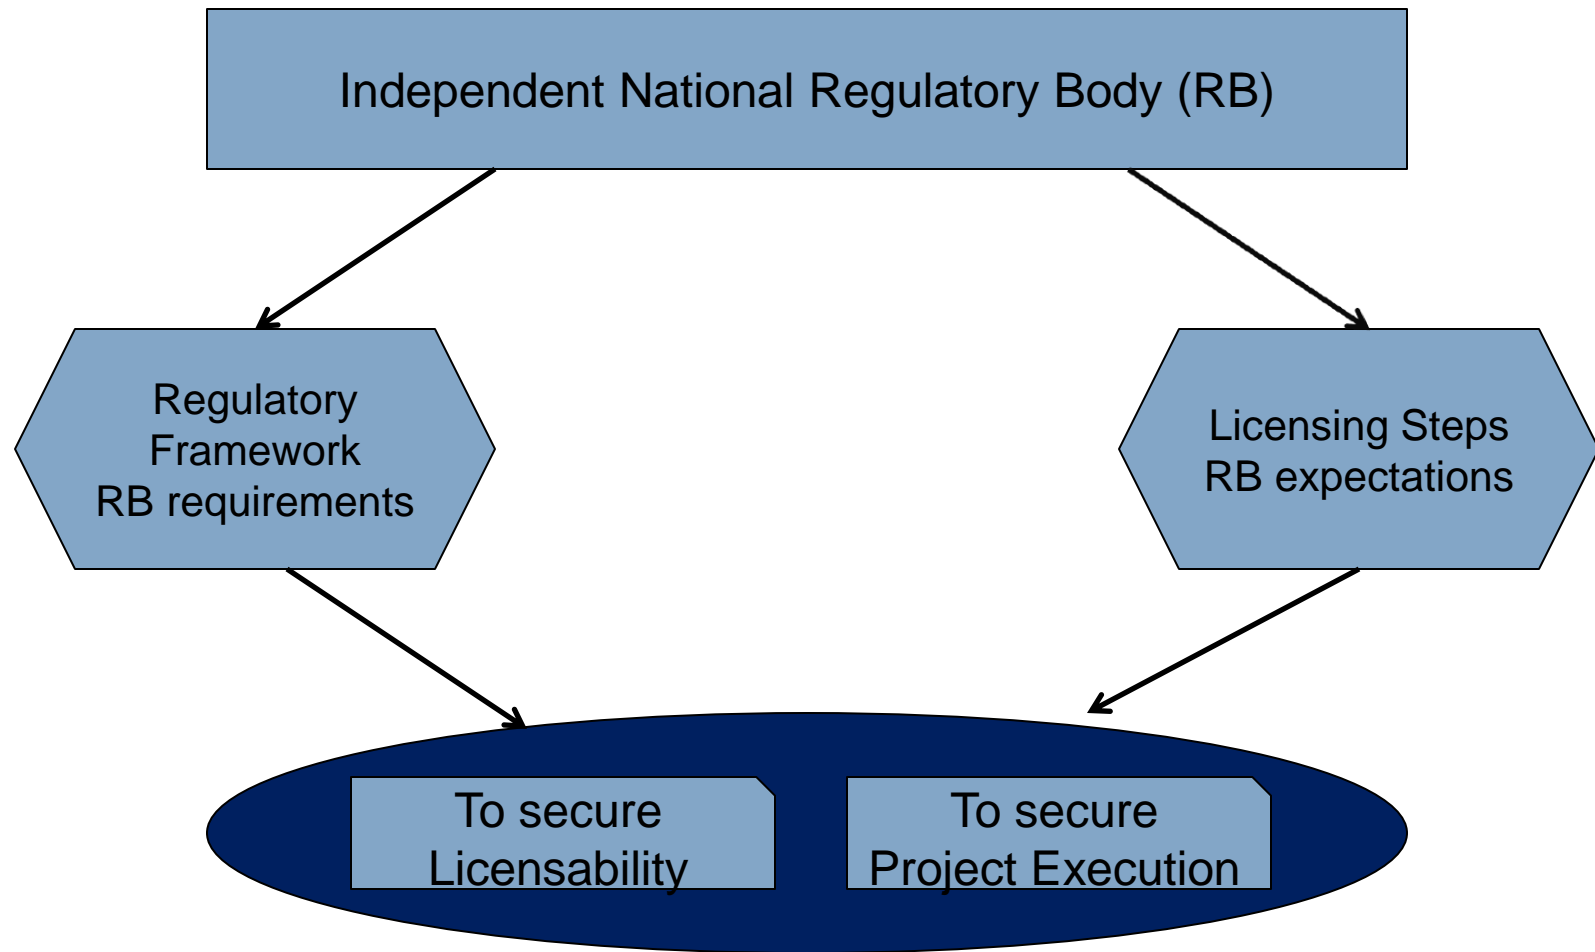 Independent National Regulatory Body (RB)
Regulatory
Framework
RB requirements
Licensing Steps
RB expectations
To secure
Licensability
To secure
Project Execution